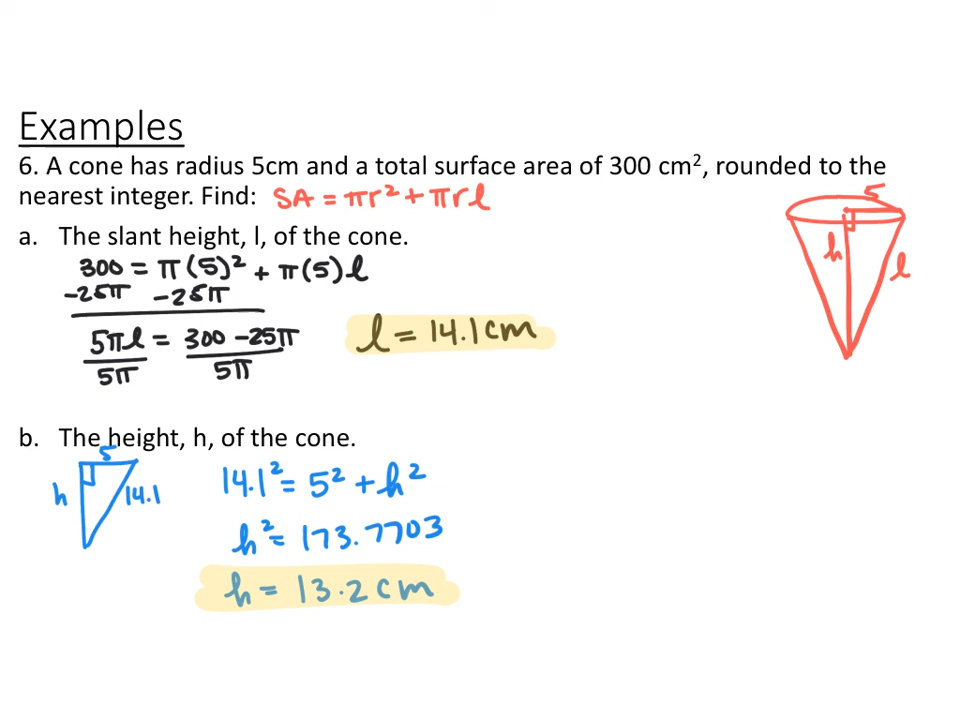 Examples
6. A cone has radius 5cm and a total surface area of 300 cm², rounded to the
nearest integer. Find: SA = πr² + πrl
a. The slant height, l, of the cone.
300 = π(5)² + π(5)l
-25π -25π
5πl = 300 - 25π
5π 5π
l = 14.1cm
5
h
l
b. The height, h, of the cone.
5
h
14.1
14.1² = 5² + h²
h² = 173.7703
h = 13.2cm